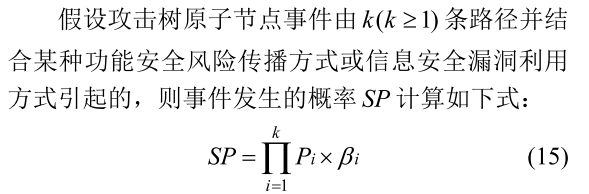 假设攻击树原子节点事件由 k(k ≥ 1) 条路径并结
合某种功能安全风险传播方式或信息安全漏洞利用
方式引起的，则事件发生的概率 SP 计算如下式：
SP = ∏_{i=1}^{k} P_i × β_i (15)